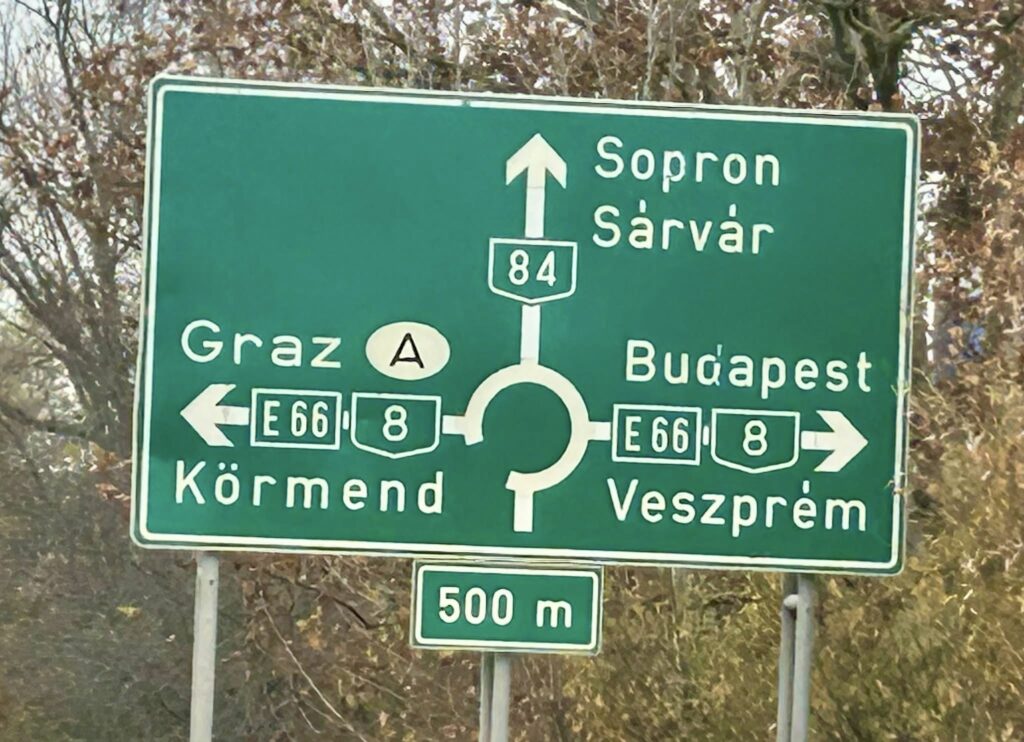 Sopron
Sárvár
84
Graz A
E 66 8
Körmend
Budapest
E 66 8
Veszprém
500 m